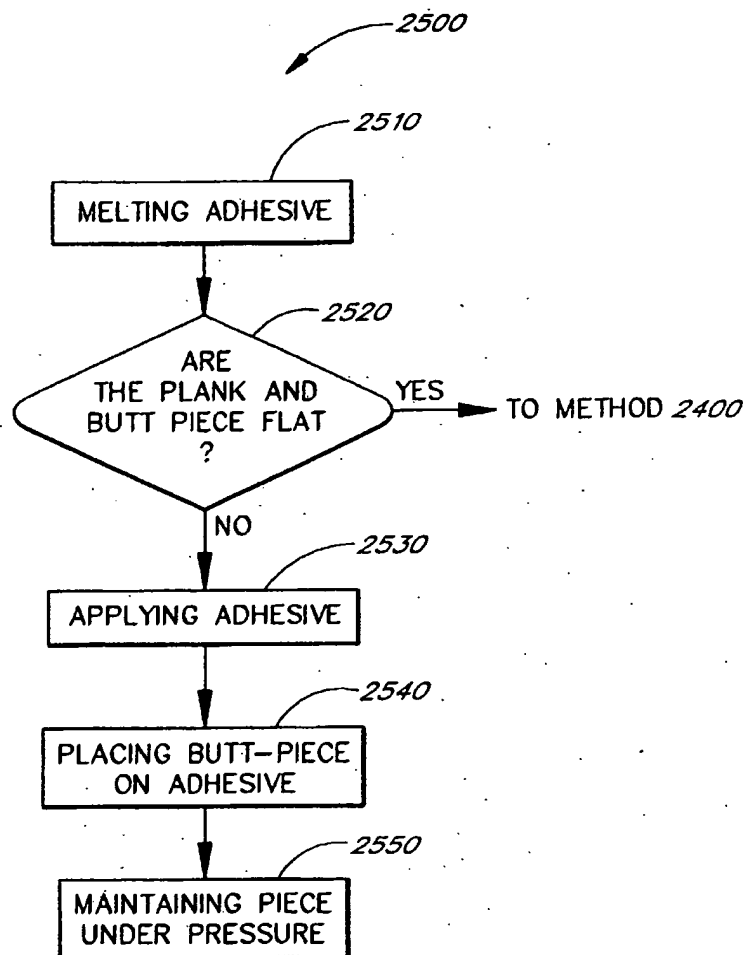 2500
2510
MELTING ADHESIVE
2520
ARE
THE PLANK AND
BUTT PIECE FLAT
?
YES
TO METHOD 2400
NO
2530
APPLYING ADHESIVE
2540
PLACING BUTT-PIECE
ON ADHESIVE
2550
MAINTAINING PIECE
UNDER PRESSURE